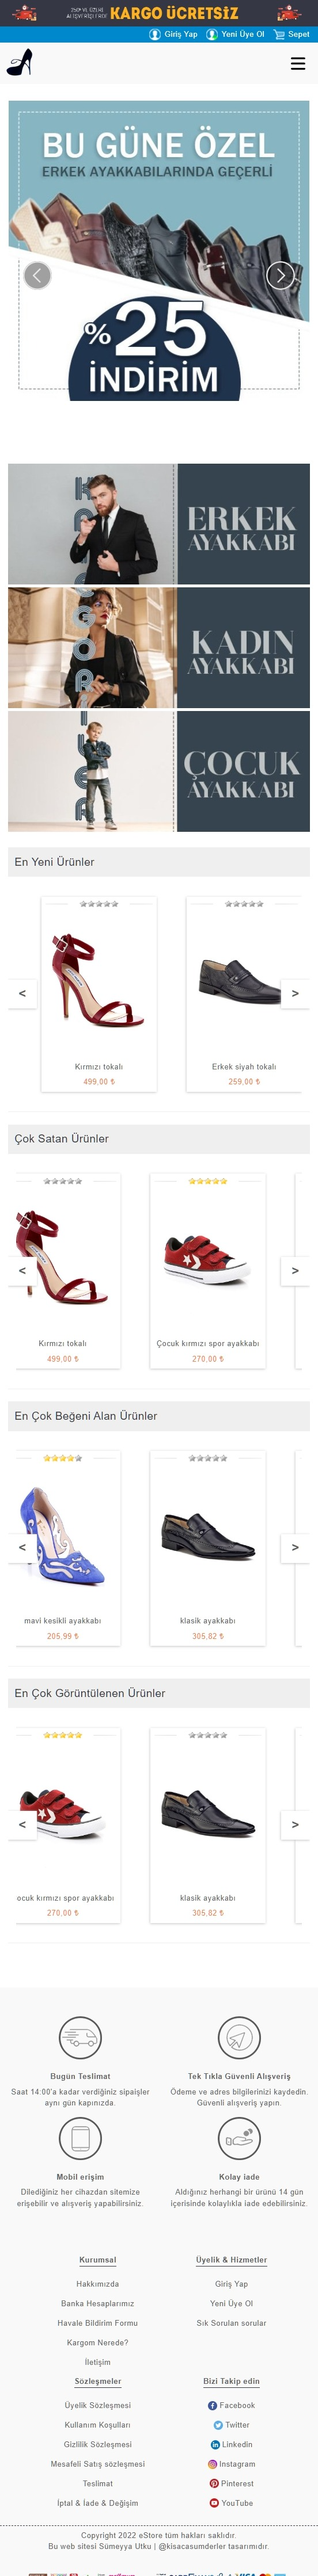 250₺ VE ÜZERİ
ALIŞVERİŞLERDE KARGO ÜCRETSİZ
Giriş Yap Yeni Üye Ol Sepet
BU GÜNE ÖZEL
ERKEK AYAKKABILARINDA GEÇERLİ
%25
İNDİRİM
KATEGORİLER
ERKEK
AYAKKABI
KADIN
AYAKKABI
ÇOCUK
AYAKKABI
En Yeni Ürünler
< >
Kırmızı tokalı Erkek siyah tokalı
499,00 ₺ 259,00 ₺
Çok Satan Ürünler
< >
Kırmızı tokalı Çocuk kırmızı spor ayakkabı
499,00 ₺ 270,00 ₺
En Çok Beğeni Alan Ürünler
< >
mavi kesikli ayakkabı klasik ayakkabı
205,99 ₺ 305,82 ₺
En Çok Görüntülenen Ürünler
< >
ocuk kırmızı spor ayakkabı klasik ayakkabı
270,00 ₺ 305,82 ₺
Bugün Teslimat
Saat 14:00'a kadar verdiğiniz sipaişler
aynı gün kapınızda.
Tek Tıkla Güvenli Alışveriş
Ödeme ve adres bilgilerinizi kaydedin.
Güvenli alışveriş yapın.
Mobil erişim
Dilediğiniz her cihazdan sitemize
erişebilir ve alışveriş yapabilirsiniz.
Kolay iade
Aldığınız herhangi bir ürünü 14 gün
içerisinde kolaylıkla iade edebilirsiniz.
Kurumsal
Hakkımızda
Banka Hesaplarımız
Havale Bildirim Formu
Kargom Nerede?
İletişim
Üyelik & Hizmetler
Giriş Yap
Yeni Üye Ol
Sık Sorulan sorular
Sözleşmeler
Üyelik Sözleşmesi
Kullanım Koşulları
Gizlilik Sözleşmesi
Mesafeli Satış sözleşmesi
Teslimat
İptal & İade & Değişim
Bizi Takip edin
Facebook
Twitter
Linkedin
Instagram
Pinterest
YouTube
Copyright 2022 eStore tüm hakları saklıdır.
Bu web sitesi Sümeyya Utku | @kisacasumderler tasarımıdır.